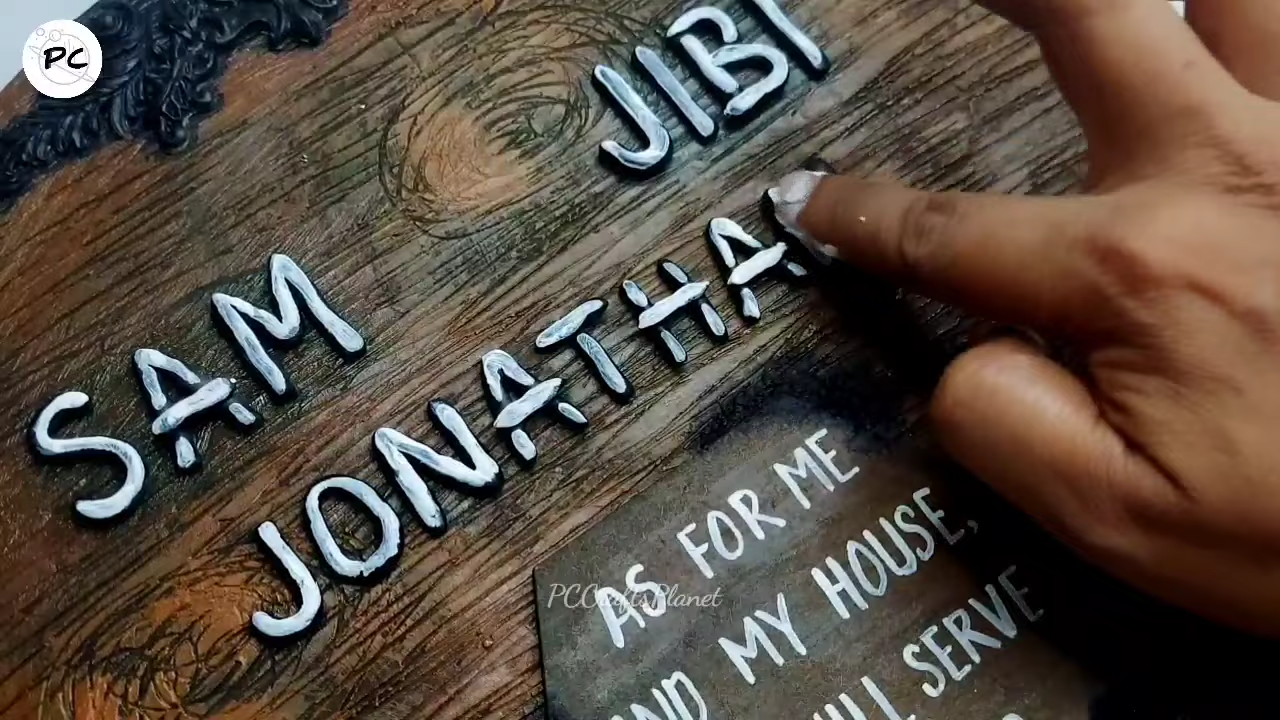 PC
JIBI
SAM
JONATHA
AS FOR ME
MY HOUSE,
SERVE
PCCraftsPlanet